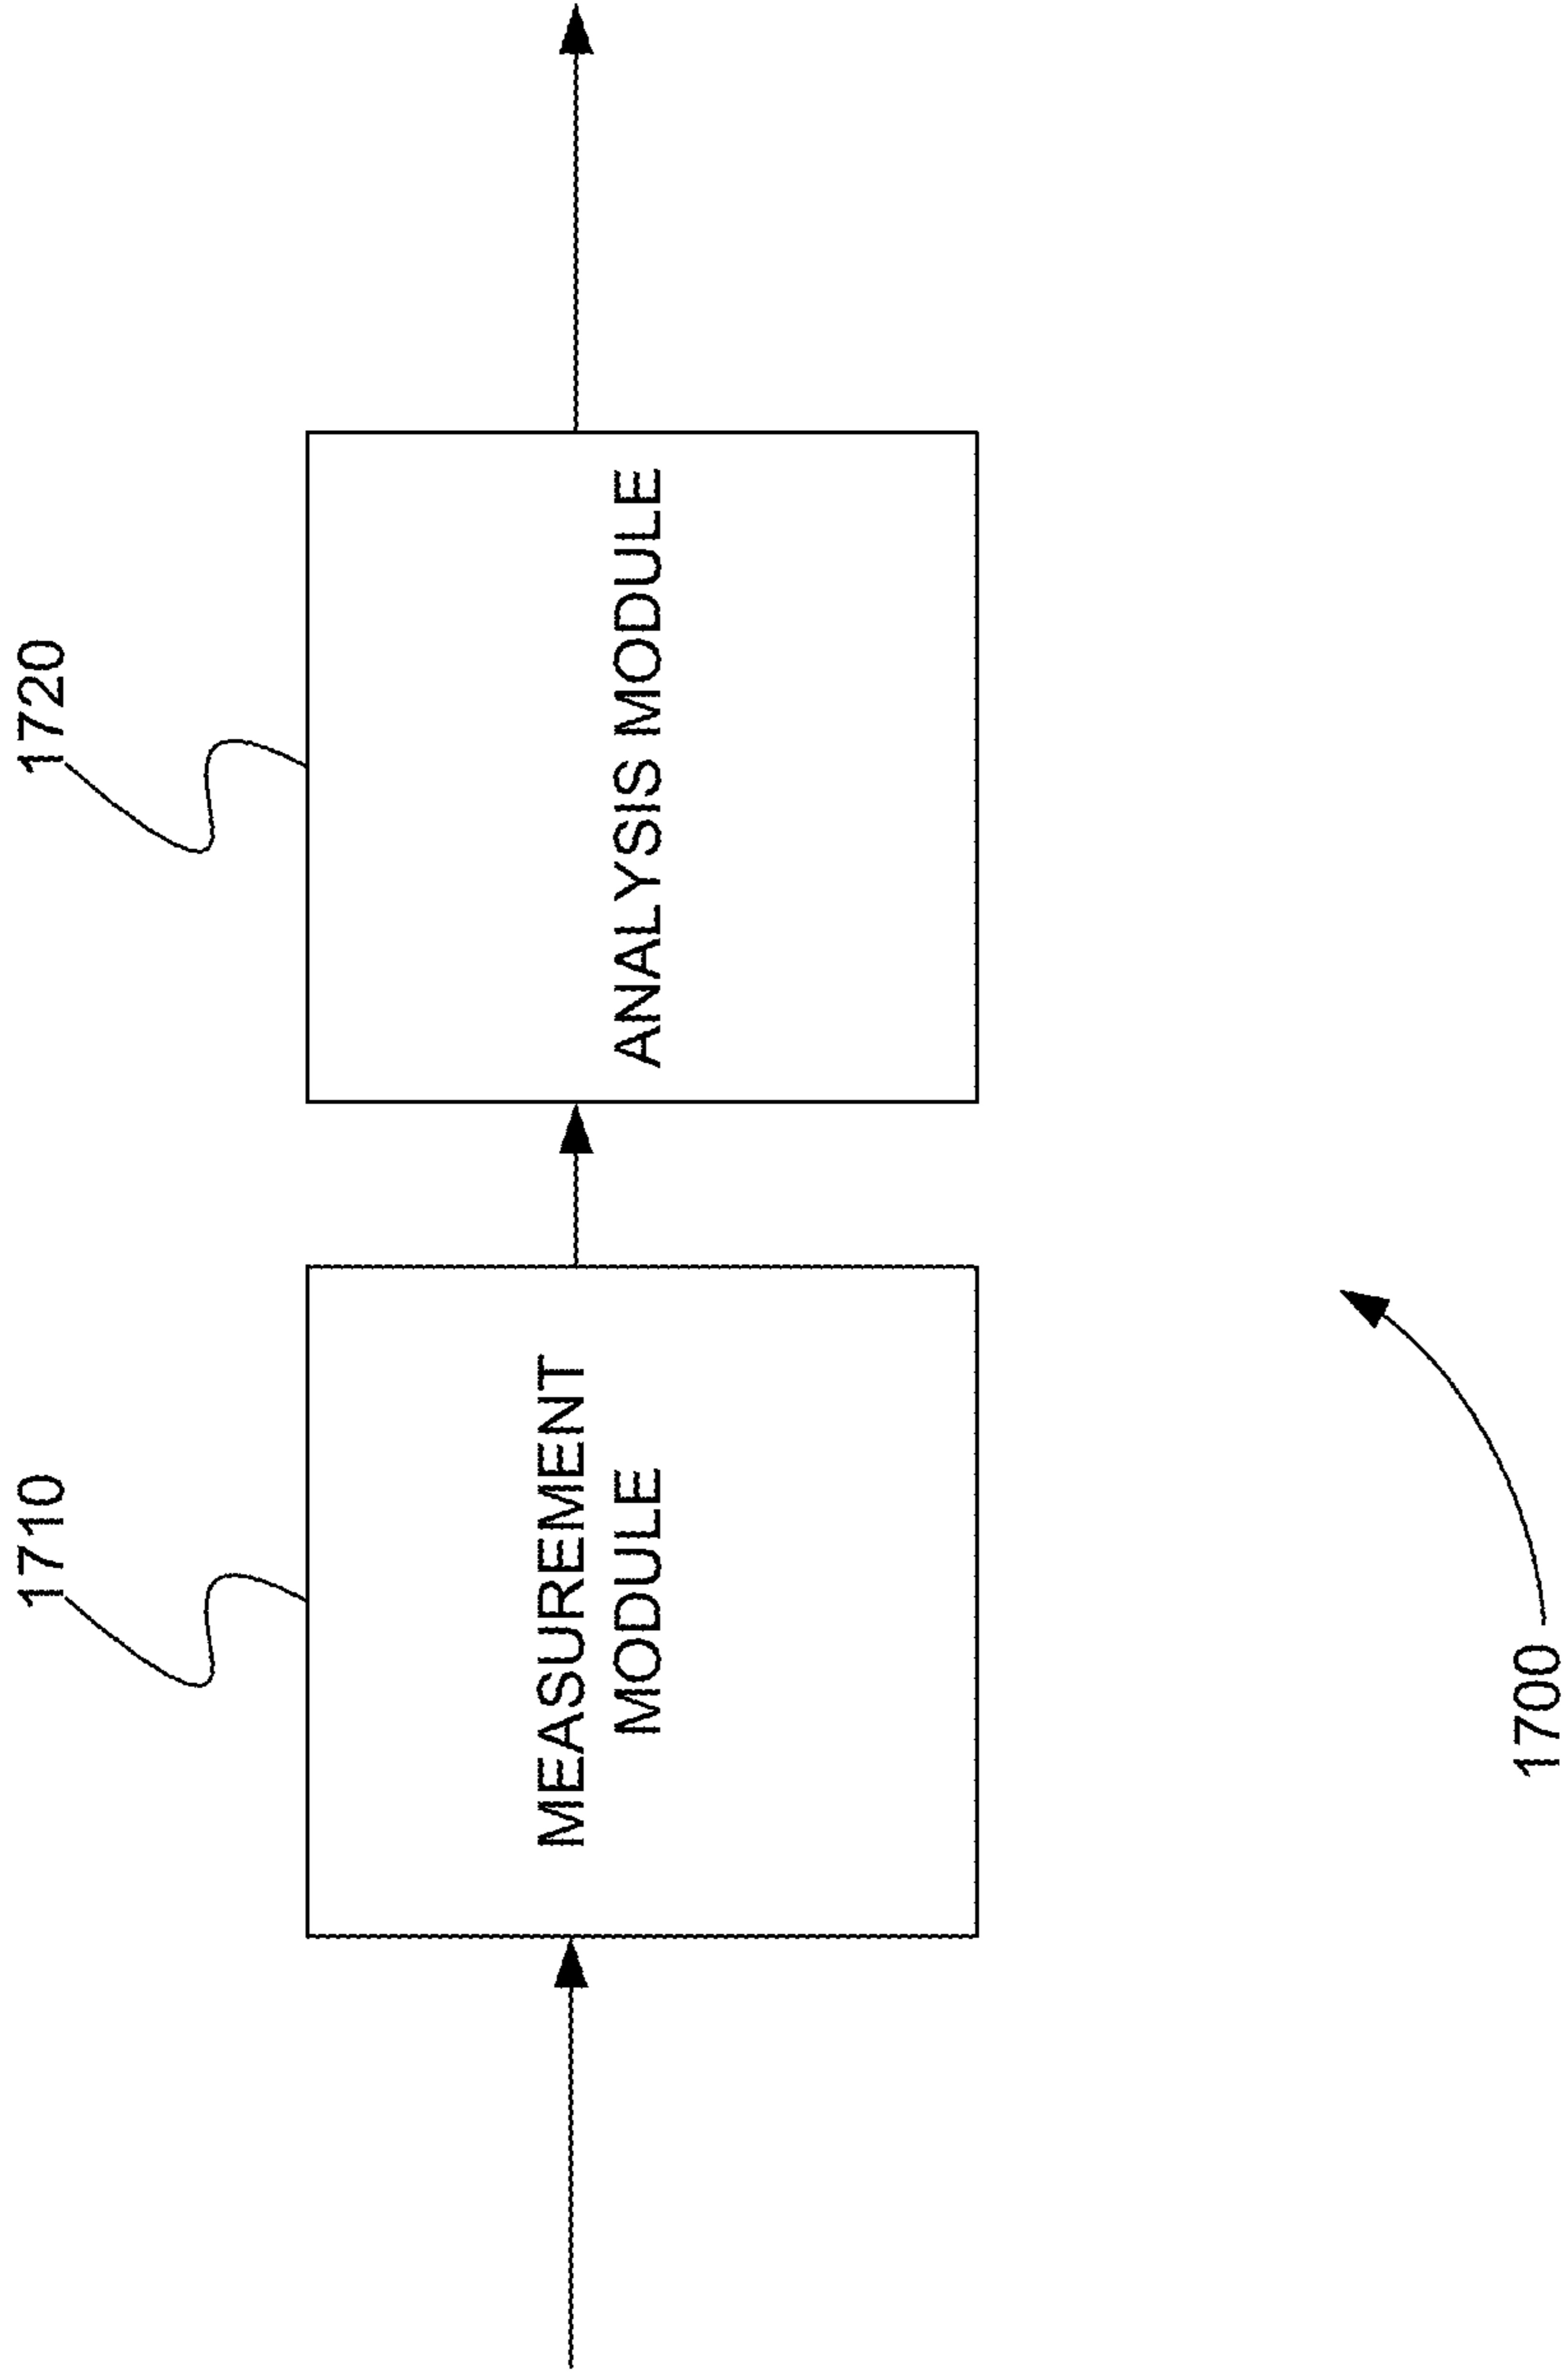 1710
1720
MEASUREMENT
MODULE
ANALYSIS MODULE
1700